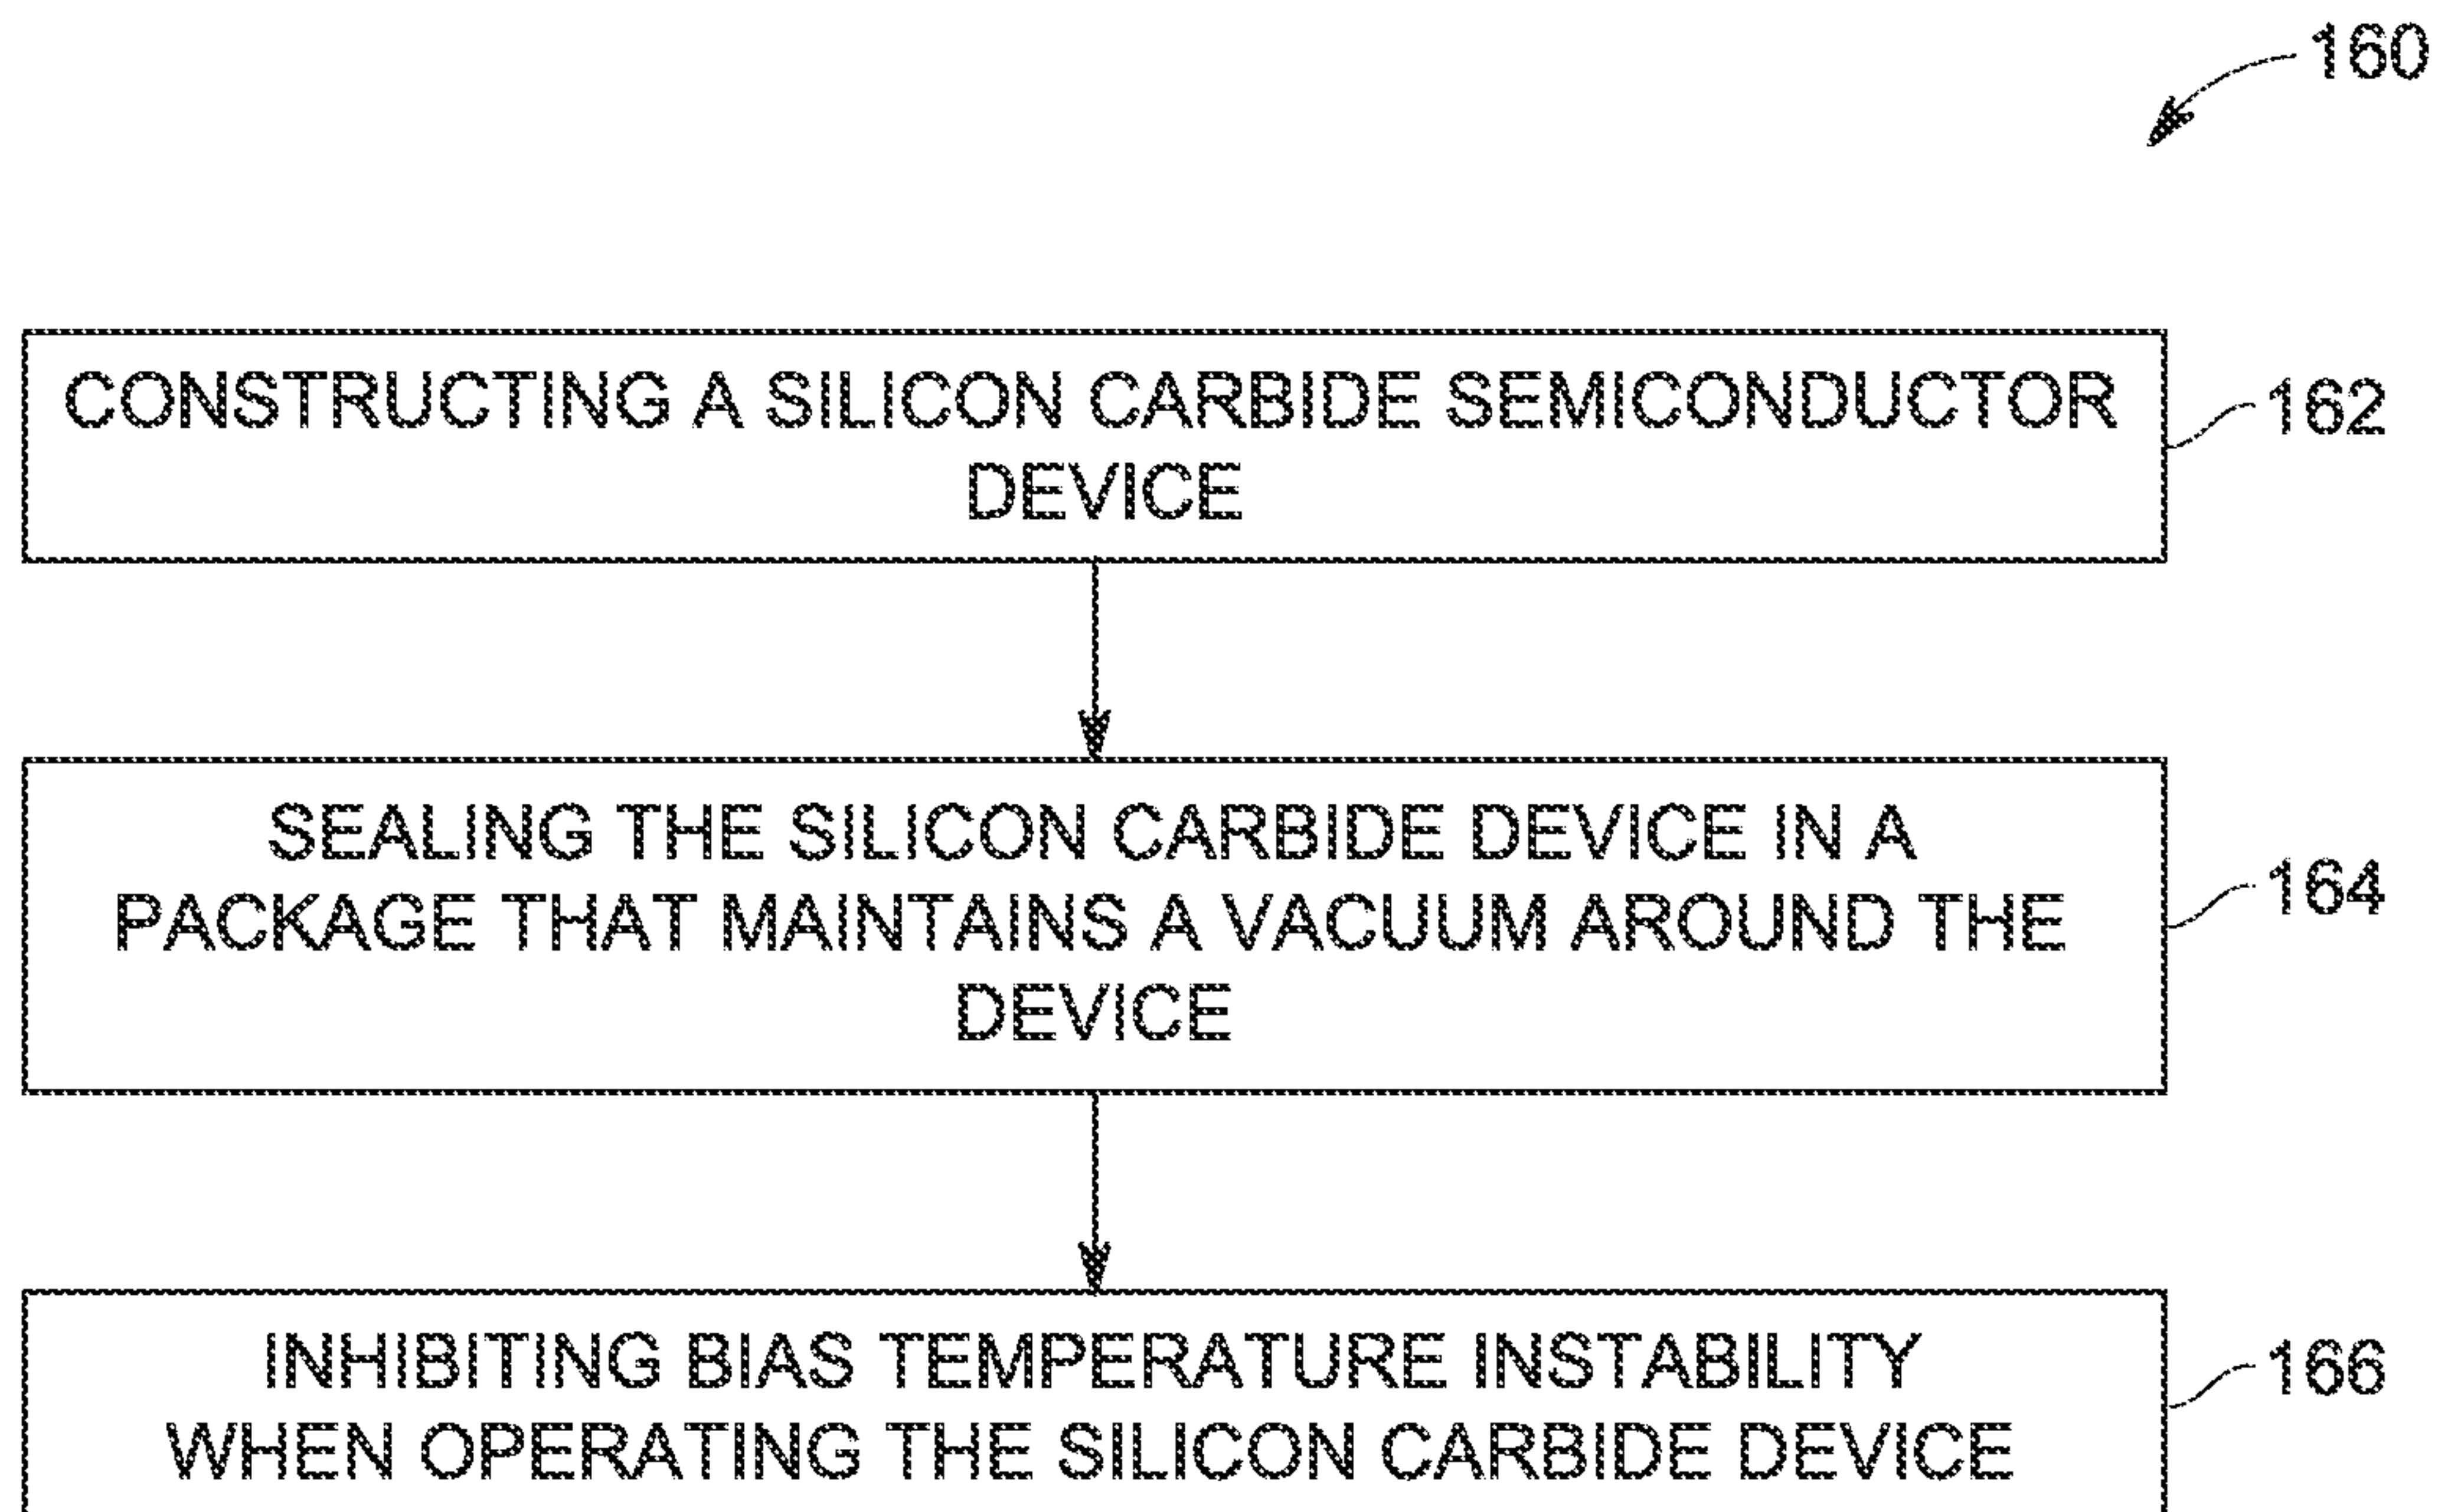 160
CONSTRUCTING A SILICON CARBIDE SEMICONDUCTOR
DEVICE
162
SEALING THE SILICON CARBIDE DEVICE IN A
PACKAGE THAT MAINTAINS A VACUUM AROUND THE
DEVICE
164
INHIBITING BIAS TEMPERATURE INSTABILITY
WHEN OPERATING THE SILICON CARBIDE DEVICE
166